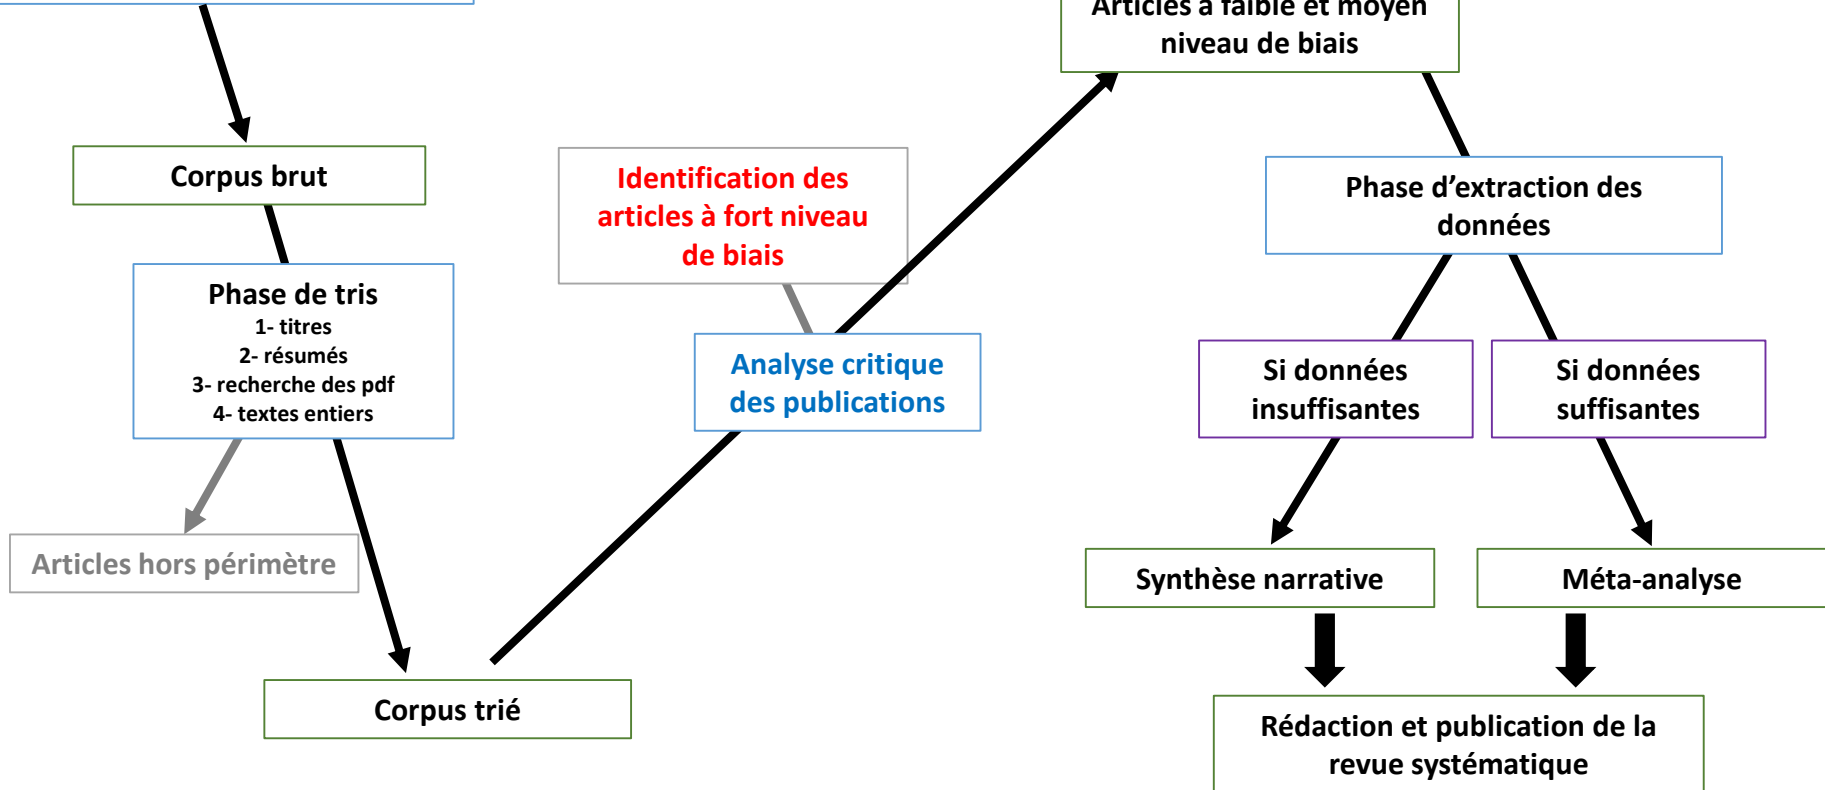 Corpus brut
Phase de tris
1- titres
2- résumés
3- recherche des pdf
4- textes entiers
Articles hors périmètre
Corpus trié
Identification des
articles à fort niveau
de biais
Analyse critique
des publications
Articles à faible et moyen
niveau de biais
Phase d’extraction des
données
Si données
insuffisantes
Si données
suffisantes
Synthèse narrative
Méta-analyse
Rédaction et publication de la
revue systématique